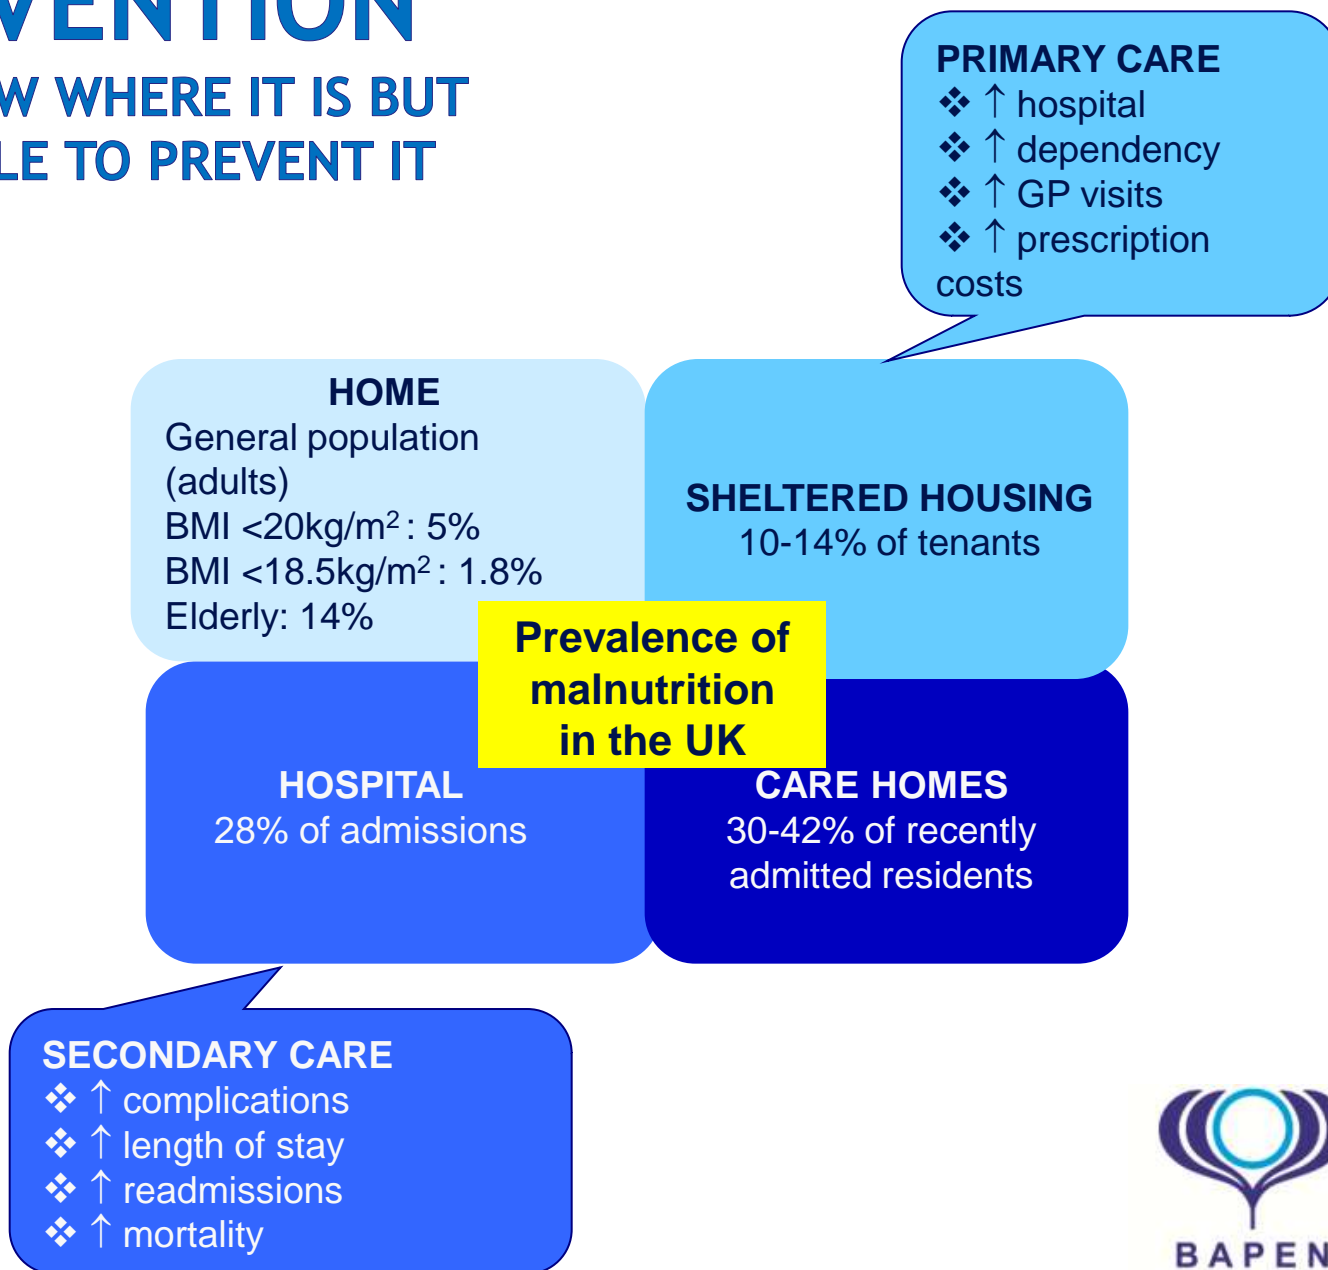 VENTION
W WHERE IT IS BUT
LE TO PREVENT IT
PRIMARY CARE
❖ ↑ hospital
❖ ↑ dependency
❖ ↑ GP visits
❖ ↑ prescription
costs
HOME
General population
(adults)
BMI <20kg/m² : 5%
BMI <18.5kg/m² : 1.8%
Elderly: 14%
SHELTERED HOUSING
10-14% of tenants
Prevalence of
malnutrition
in the UK
HOSPITAL
28% of admissions
CARE HOMES
30-42% of recently
admitted residents
SECONDARY CARE
❖ ↑ complications
❖ ↑ length of stay
❖ ↑ readmissions
❖ ↑ mortality
BAPEN